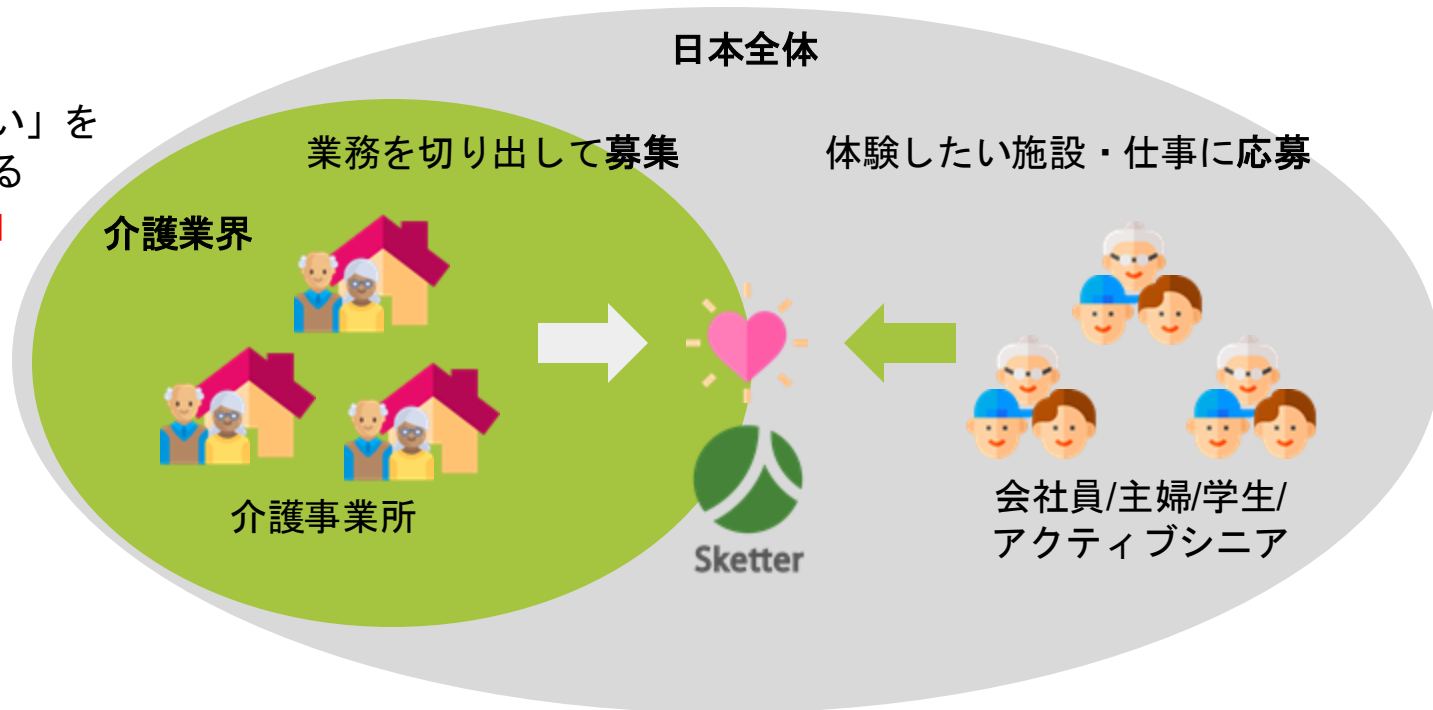 日本全体
い」を
る
業務を切り出して募集
体験したい施設・仕事に応募
介護業界
介護事業所
会社員/主婦/学生/
アクティブシニア
Sketter